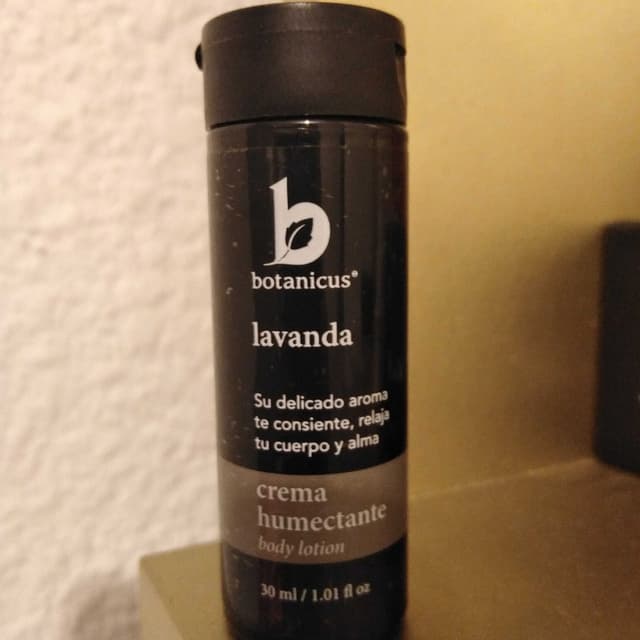 b
botanicus®
lavanda
Su delicado aroma
te consiente, relaja
tu cuerpo y alma
crema
humectante
body lotion
30 ml / 1.01 fl oz